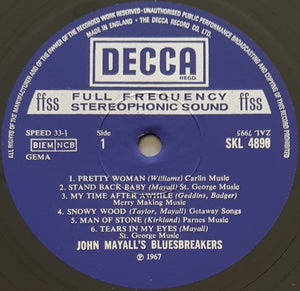 ALL RIGHTS OF THE MANUFACTURER AND OF THE OWNER OF THE RECORDED WORK RESERVED · UNAUTHORISED PUBLIC PERFORMANCE, BROADCASTING AND COPYING OF THIS RECORD PROHIBITED
MADE IN ENGLAND · THE DECCA RECORD CO. LTD.
DECCA
REGD.
FULL FREQUENCY
ffss ffss
STEREOPHONIC SOUND
SPEED 33⅓
Side
1
ZAL. 7995
BIEM NCB
SKL 4890
GEMA
1. PRETTY WOMAN (Williams) Carlin Music
2. STAND BACK BABY (Mayall) St. George Music
3. MY TIME AFTER AWHILE (Geddins, Badger)
Merry Making Music
4. SNOWY WOOD (Taylor, Mayall) Getaway Songs
5. MAN OF STONE (Kirkland) Parnes Music
6. TEARS IN MY EYES (Mayall)
St. George Music
JOHN MAYALL'S BLUESBREAKERS
℗ 1967